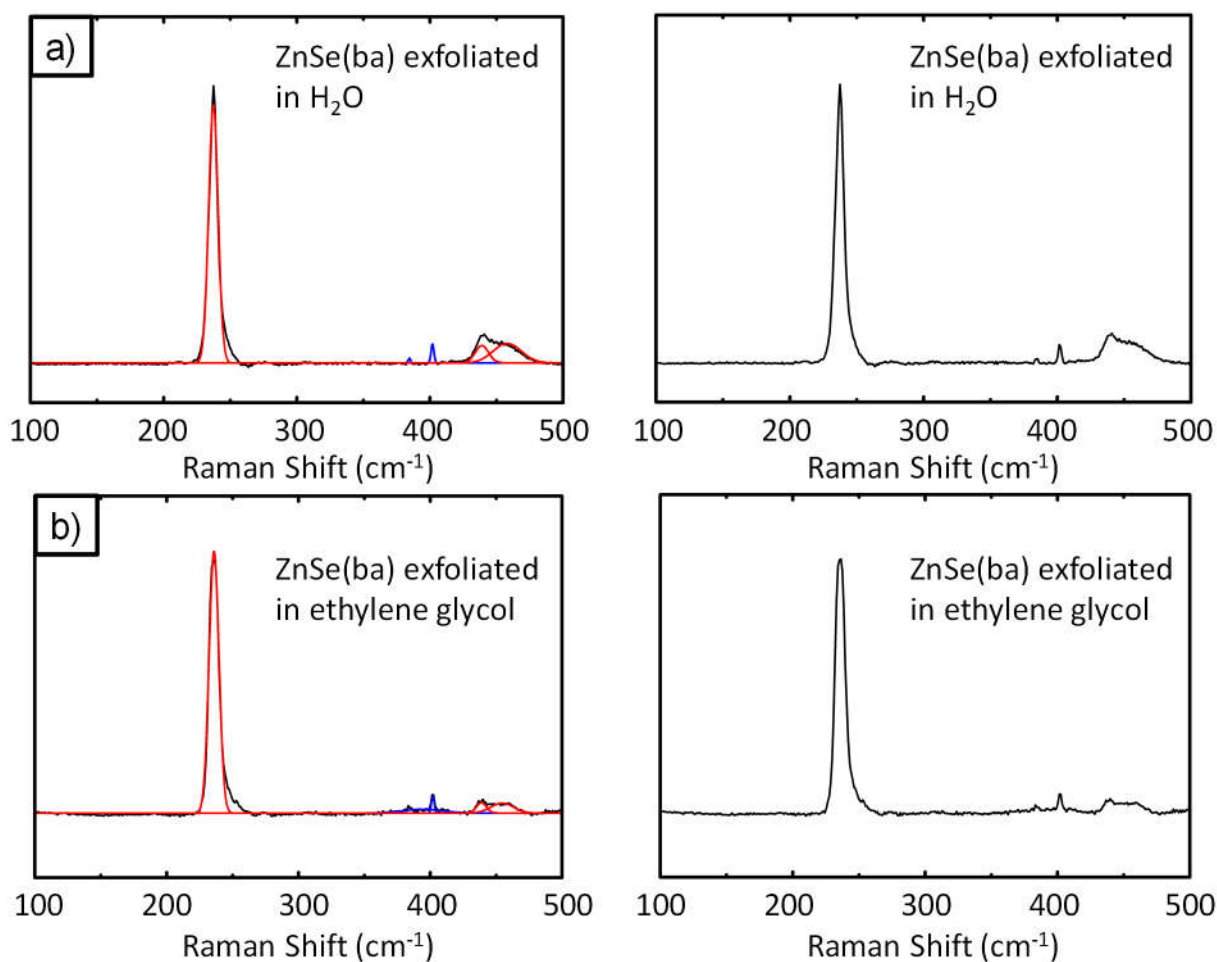 a)
ZnSe(ba) exfoliated
in H₂O
100 200 300 400 500
Raman Shift (cm⁻¹)
ZnSe(ba) exfoliated
in H₂O
100 200 300 400 500
Raman Shift (cm⁻¹)
b)
ZnSe(ba) exfoliated
in ethylene glycol
100 200 300 400 500
Raman Shift (cm⁻¹)
ZnSe(ba) exfoliated
in ethylene glycol
100 200 300 400 500
Raman Shift (cm⁻¹)